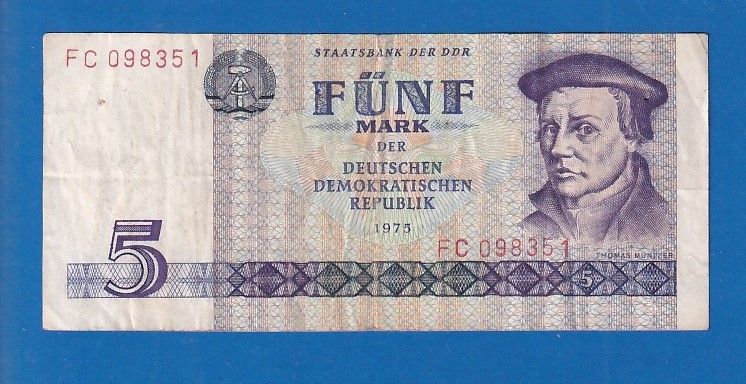 FC 098351
STAATSBANK DER DDR
FÜNF
MARK
DER
DEUTSCHEN
DEMOKRATISCHEN
REPUBLIK
1975
FC 098351
THOMAS MÜNTZER
5
5